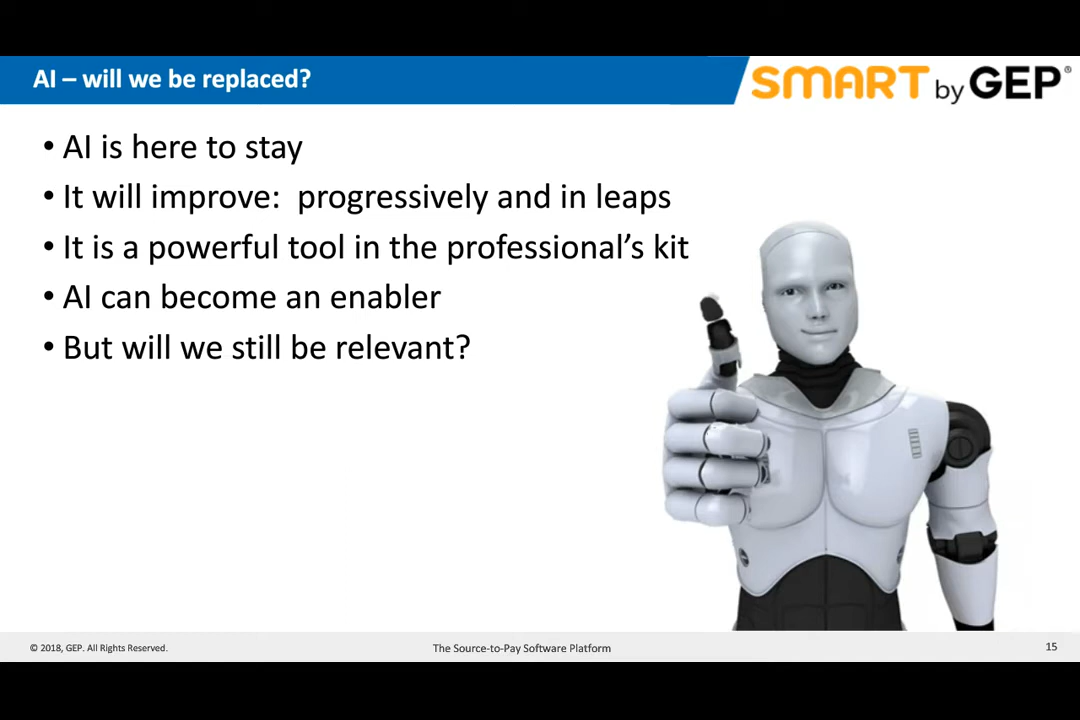 AI – will we be replaced?
SMART by GEP®
• AI is here to stay
• It will improve:  progressively and in leaps
• It is a powerful tool in the professional’s kit
• AI can become an enabler
• But will we still be relevant?
© 2018, GEP. All Rights Reserved.
The Source-to-Pay Software Platform
15